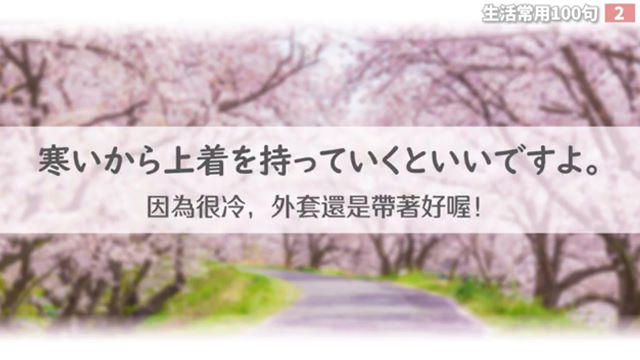 生活常用100句 2
寒いから上着を持っていくといいですよ。
因為很冷，外套還是帶著好喔！